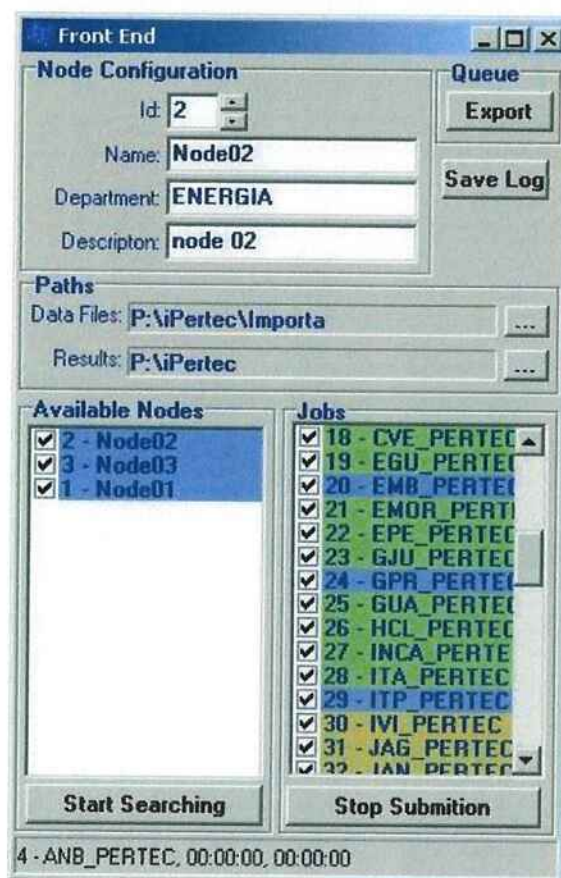 Front End
Node Configuration
Id: 2
Name: Node02
Department: ENERGIA
Descripton: node 02
Queue
Export
Save Log
Paths
Data Files: P:\iPertec\Importa ...
Results: P:\iPertec ...
Available Nodes
2 - Node02
3 - Node03
1 - Node01
Start Searching
Jobs
18 - CVE_PERTEC
19 - EGU_PERTEC
20 - EMB_PERTEC
21 - EMOR_PERTI
22 - EPE_PERTEC
23 - GJU_PERTEC
24 - GPR_PERTEC
25 - GUA_PERTEC
26 - HCL_PERTEC
27 - INCA_PERTE
28 - ITA_PERTEC
29 - ITP_PERTEC
30 - IVI_PERTEC
31 - JAG_PERTEC
32 - JAN_PERTEC
Stop Submition
4 - ANB_PERTEC, 00:00:00, 00:00:00